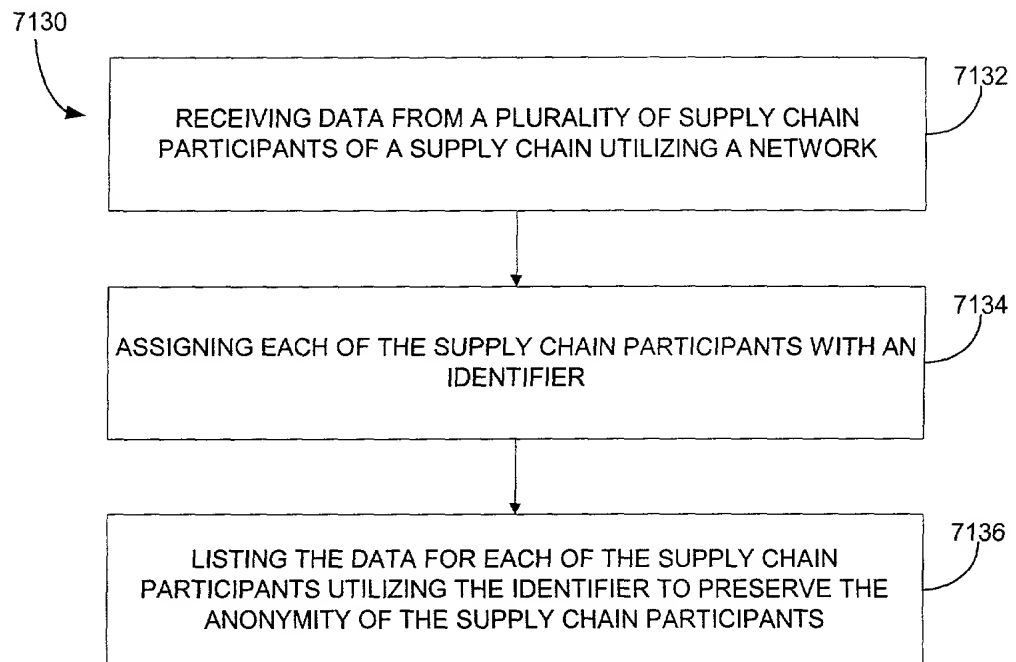 7130
7132
RECEIVING DATA FROM A PLURALITY OF SUPPLY CHAIN
PARTICIPANTS OF A SUPPLY CHAIN UTILIZING A NETWORK
7134
ASSIGNING EACH OF THE SUPPLY CHAIN PARTICIPANTS WITH AN
IDENTIFIER
7136
LISTING THE DATA FOR EACH OF THE SUPPLY CHAIN
PARTICIPANTS UTILIZING THE IDENTIFIER TO PRESERVE THE
ANONYMITY OF THE SUPPLY CHAIN PARTICIPANTS